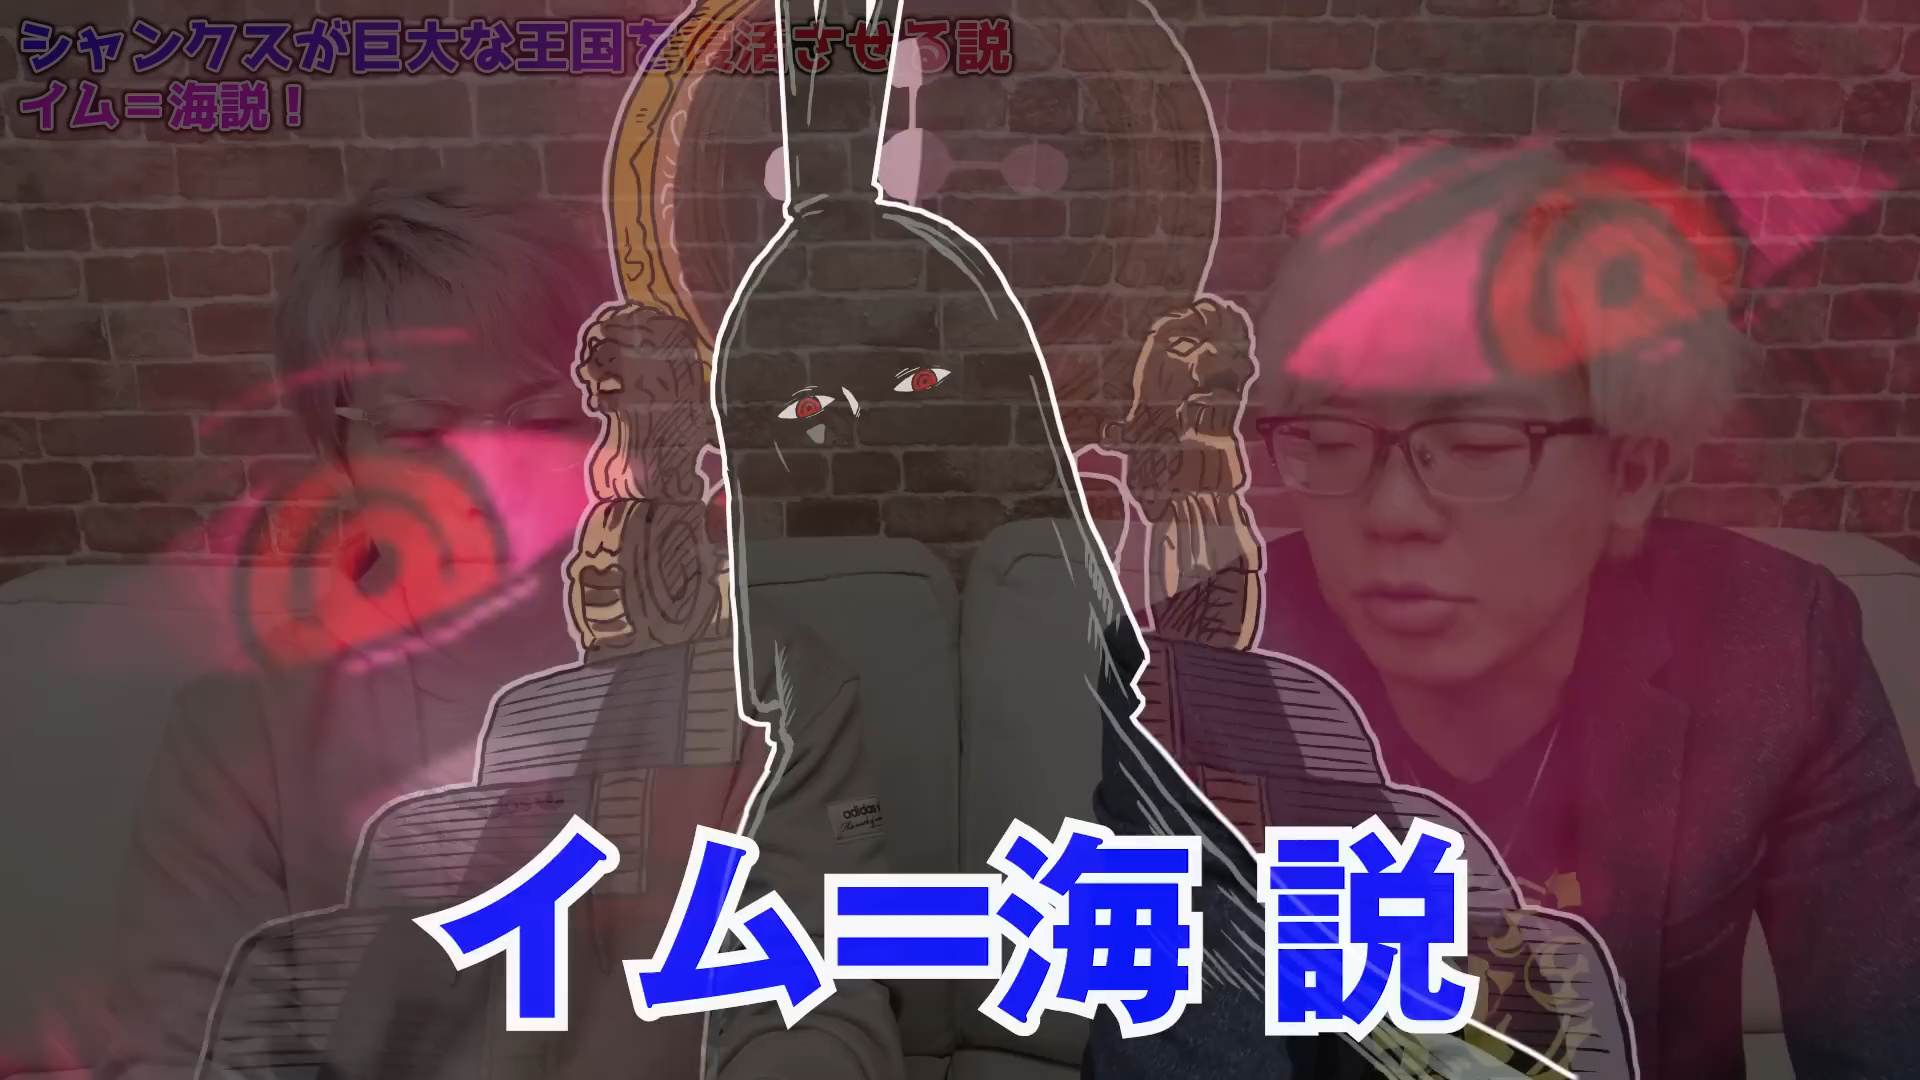 シャンクスが巨大な王国を復活させる説
イム＝海説！
adidas
イム＝海 説